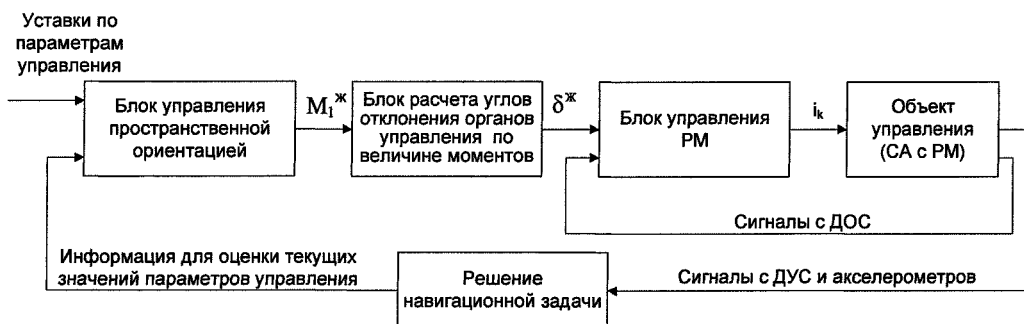 Уставки по
параметрам
управления
Блок управления
пространственной
ориентацией
M₁ж
Блок расчета углов
отклонения органов
управления по
величине моментов
δж
Блок управления
РМ
iₖ
Объект
управления
(СА с РМ)
Сигналы с ДОС
Информация для оценки текущих
значений параметров управления
Решение
навигационной задачи
Сигналы с ДУС и акселерометров